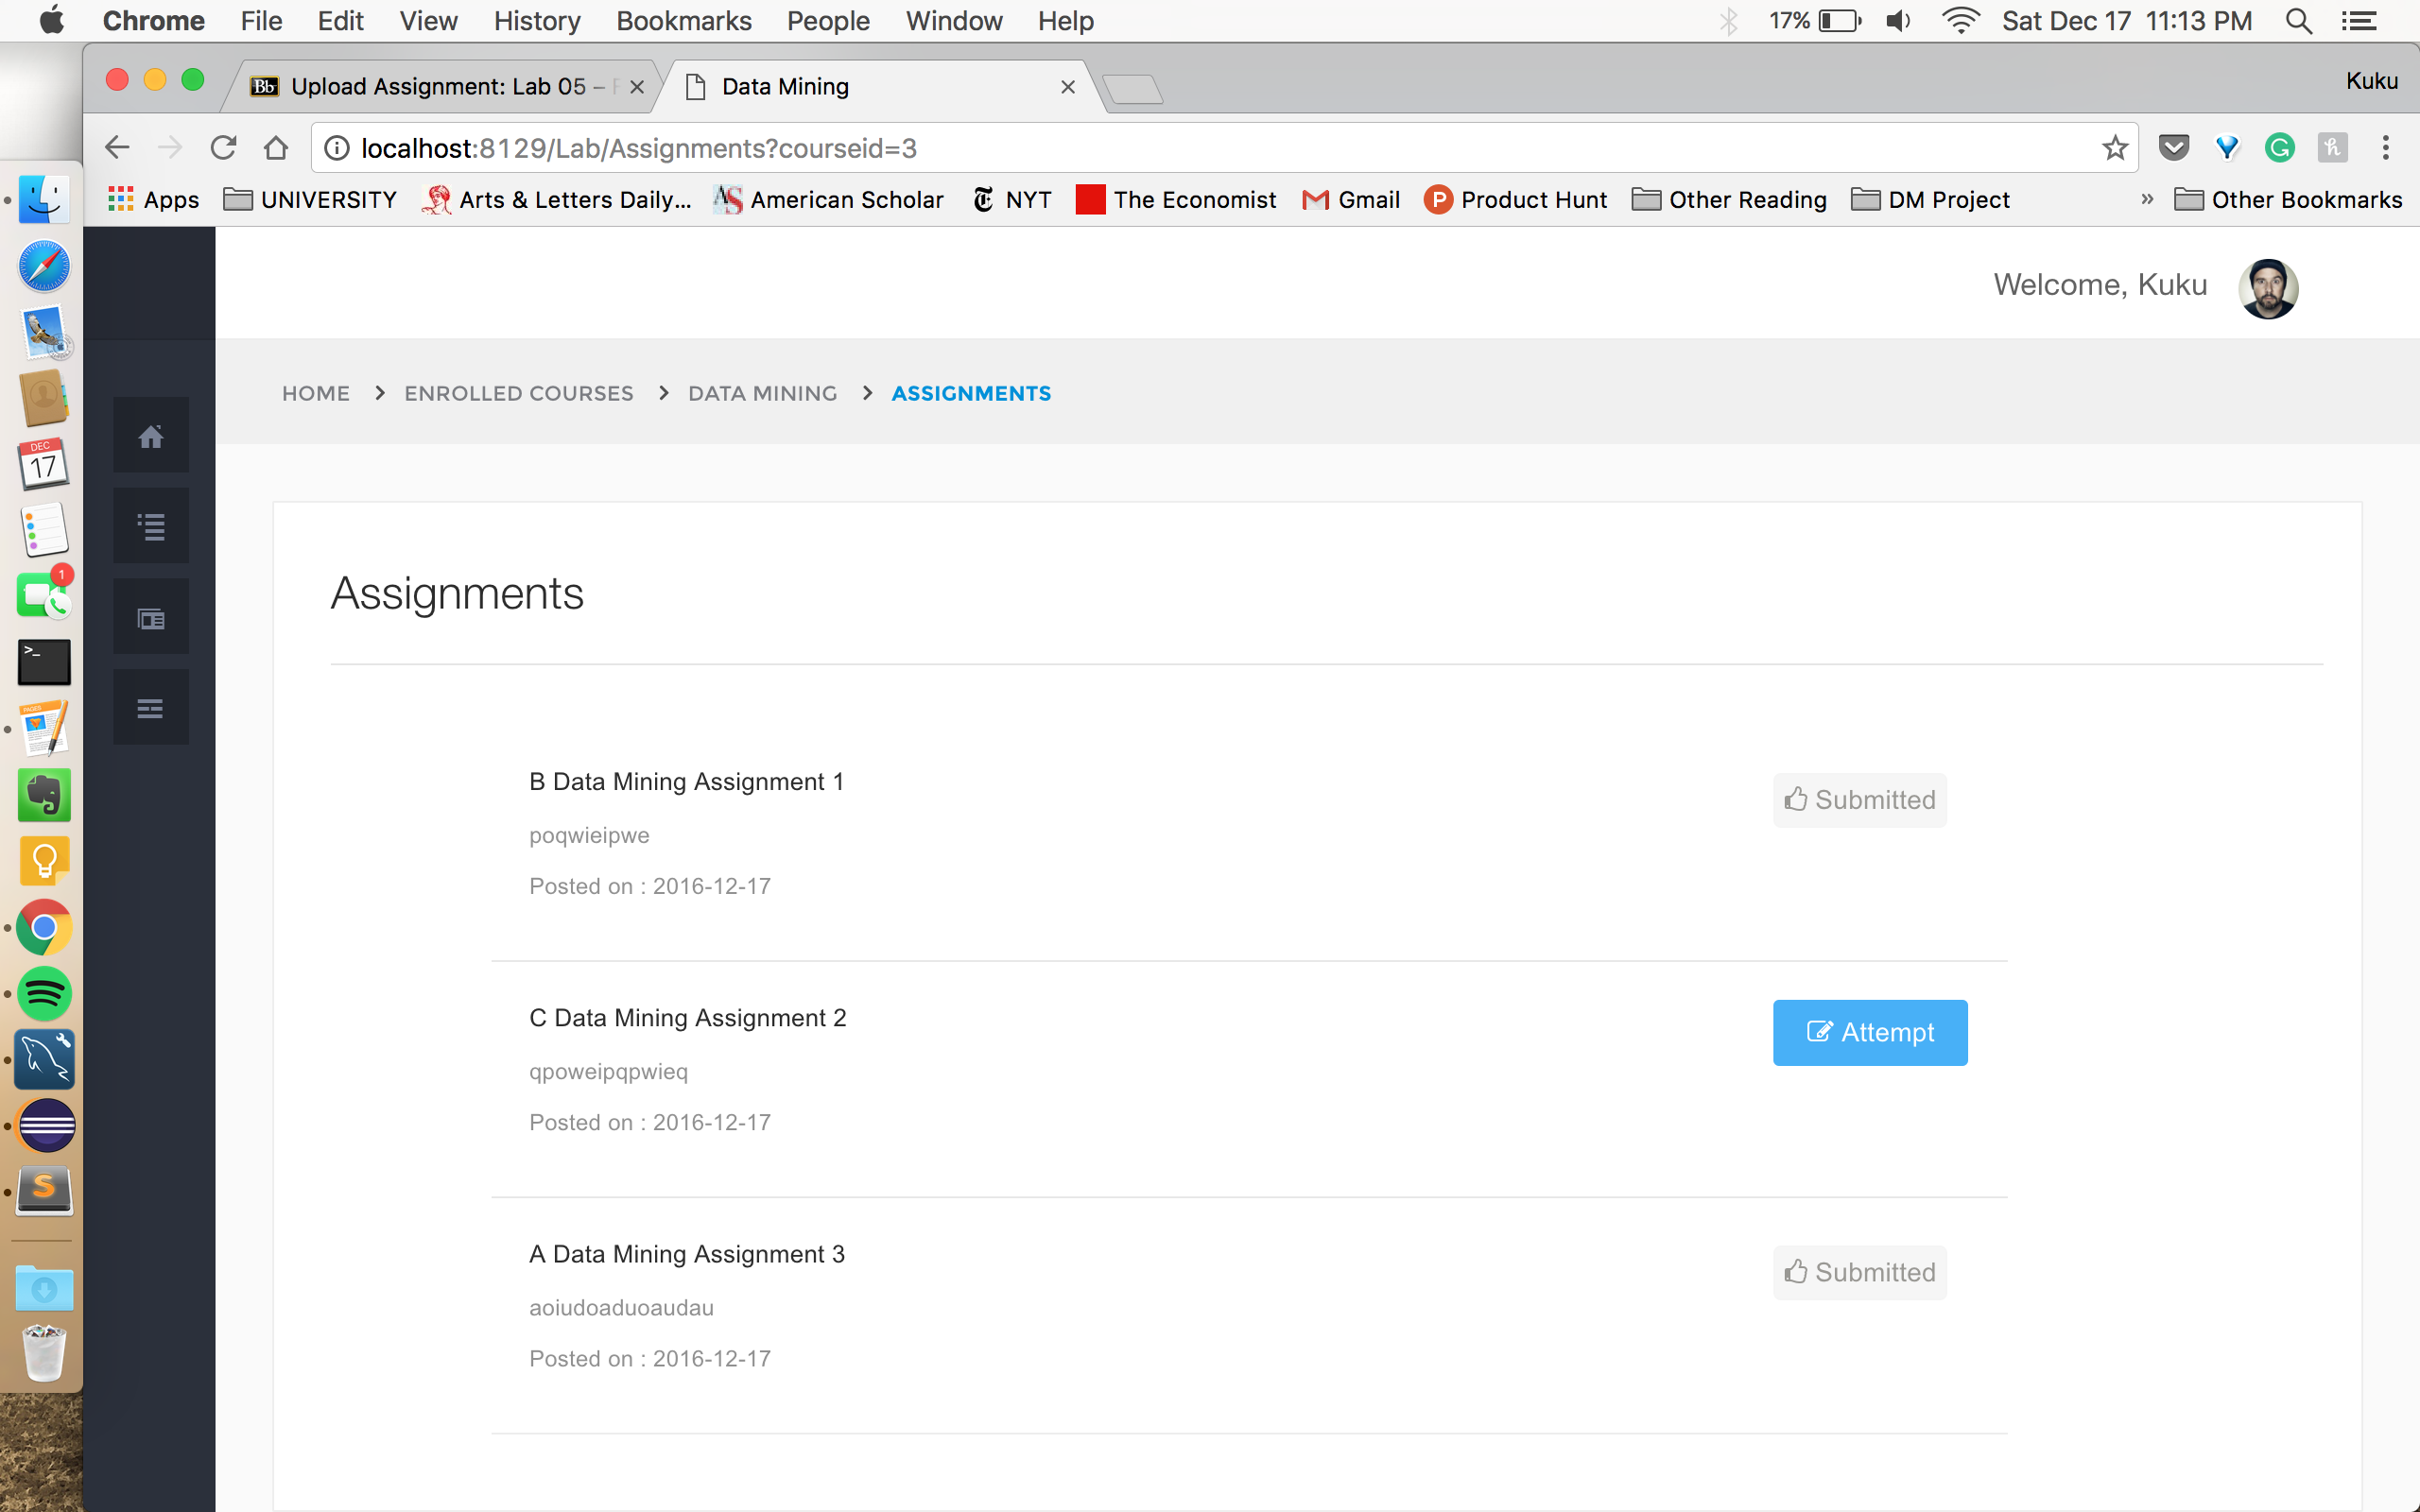 Chrome File Edit View History Bookmarks People Window Help 17% Sat Dec 17 11:13 PM
Bb Upload Assignment: Lab 05 – Data Mining Kuku
localhost:8129/Lab/Assignments?courseid=3
Apps UNIVERSITY Arts & Letters Daily... AS American Scholar NYT The Economist Gmail P Product Hunt Other Reading DM Project » Other Bookmarks
Welcome, Kuku
HOME > ENROLLED COURSES > DATA MINING > ASSIGNMENTS
DEC
17
1
>_
PAGES
S
Assignments
B Data Mining Assignment 1
Submitted
poqwieipwe
Posted on : 2016-12-17
C Data Mining Assignment 2
Attempt
qpoweipqpwieq
Posted on : 2016-12-17
A Data Mining Assignment 3
Submitted
aoiudoaduoaudau
Posted on : 2016-12-17